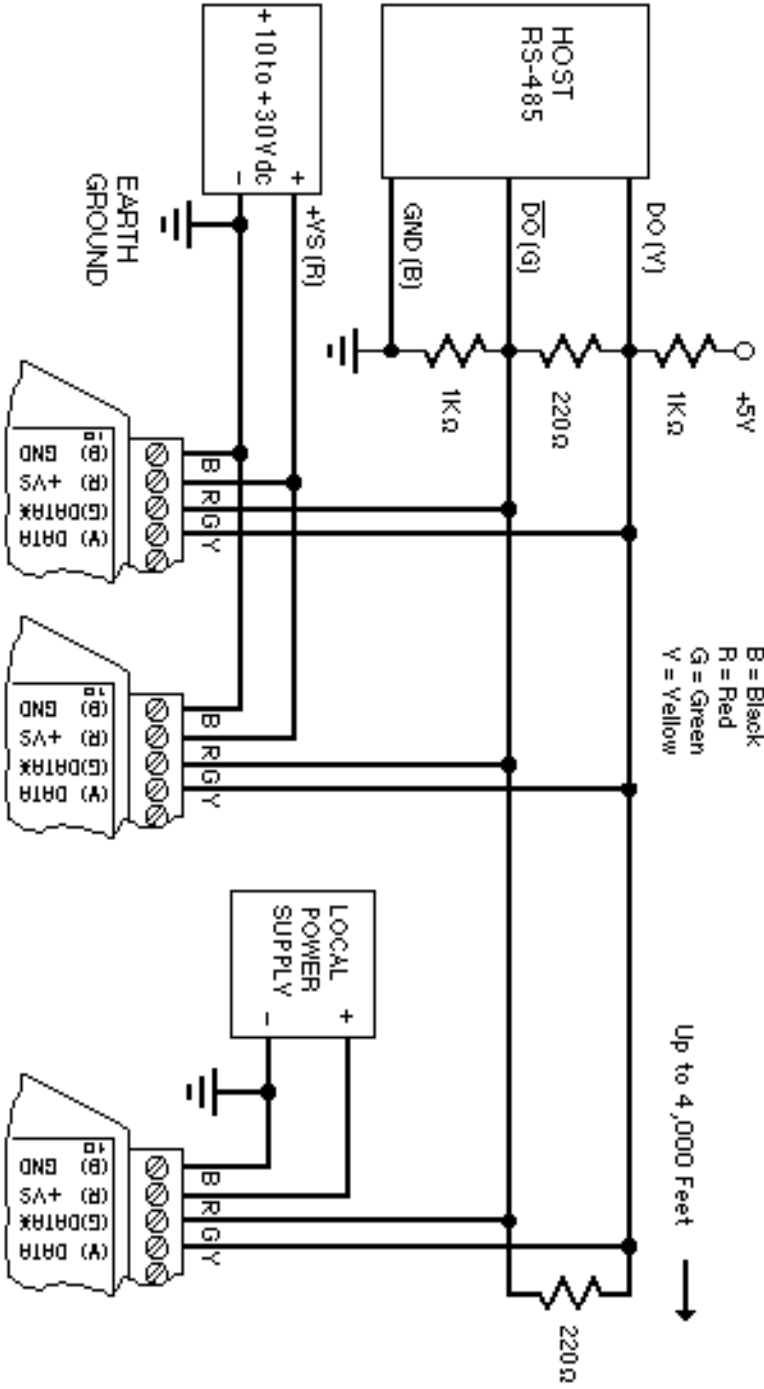 HOST
RS-485
DO (Y)
D̅O̅ (G)
GND (B)
+5V
1KΩ
220Ω
1KΩ
+10 to +30Vdc
+
-
+VS (R)
EARTH
GROUND
B = Black
R = Red
G = Green
Y = Yellow
Up to 4,000 Feet
B
R
G
Y
(B) GND
(R) +VS
(G)DATA*
(Y) DATA
B
R
G
Y
(B) GND
(R) +VS
(G)DATA*
(Y) DATA
LOCAL
POWER
SUPPLY
+
-
B
R
G
Y
(B) GND
(R) +VS
(G)DATA*
(Y) DATA
220Ω